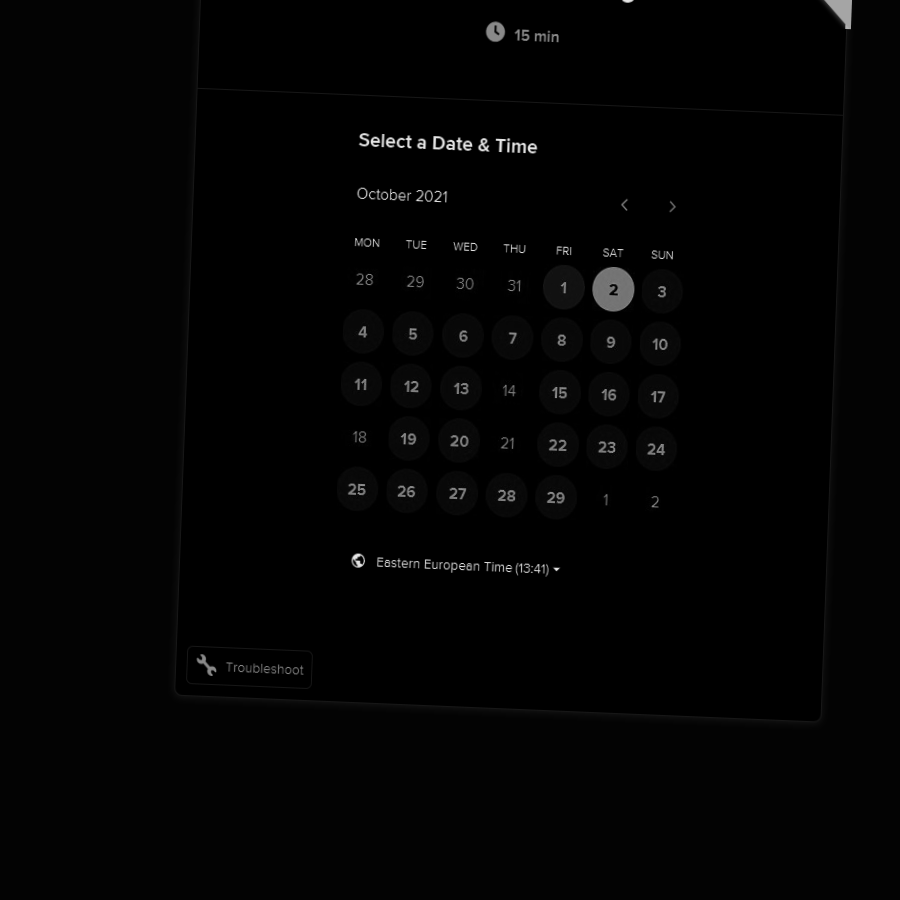 15 min
Select a Date & Time
October 2021
MON TUE WED THU FRI SAT SUN
28 29 30 31 1 2 3
4 5 6 7 8 9 10
11 12 13 14 15 16 17
18 19 20 21 22 23 24
25 26 27 28 29 1 2
Eastern European Time (13:41)
Troubleshoot